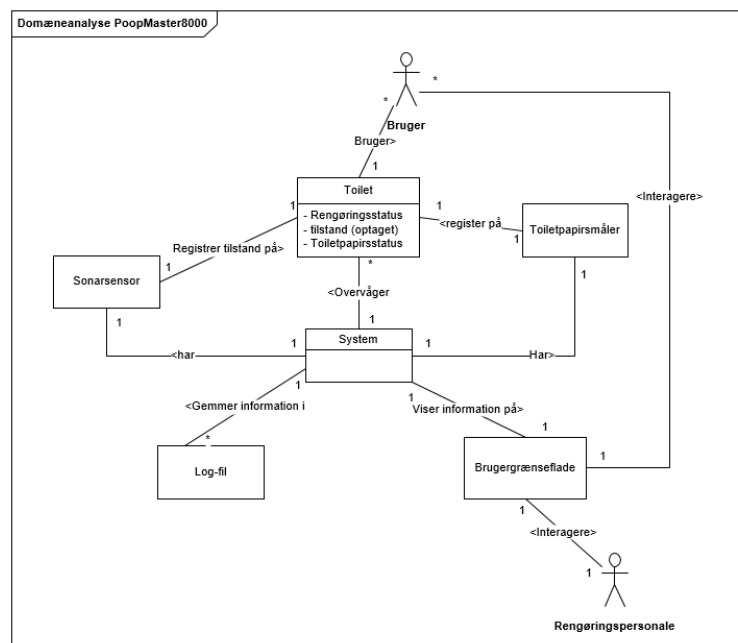 Domæneanalyse PoopMaster8000
*
*
Bruger
Bruger>
1
Toilet
- Rengøringsstatus
- tilstand (optaget)
- Toiletpapirsstatus
1
1
<register på
1
Toiletpapirsmåler
<Interagere>
Registrer tilstand på>
1
Sonarsensor
*
1
1
<Overvåger
1
1
System
1
<har
Har>
1
1
<Gemmer information i
Viser information på>
*
1
Log-fil
Brugergrænseflade
1
1
<Interagere>
1
Rengøringspersonale